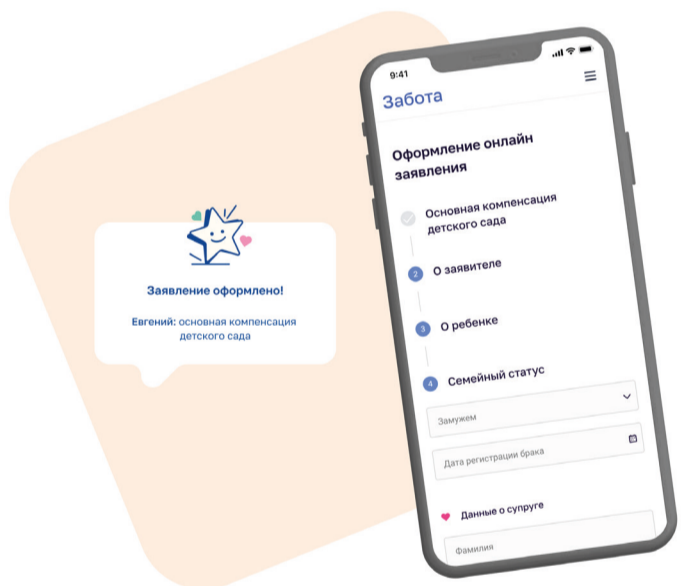 Заявление оформлено!
Евгений: основная компенсация
детского сада
9:41
Забота
Оформление онлайн
заявления
Основная компенсация
детского сада
2 О заявителе
3 О ребенке
4 Семейный статус
Замужем
Дата регистрации брака
Данные о супруге
Фамилия